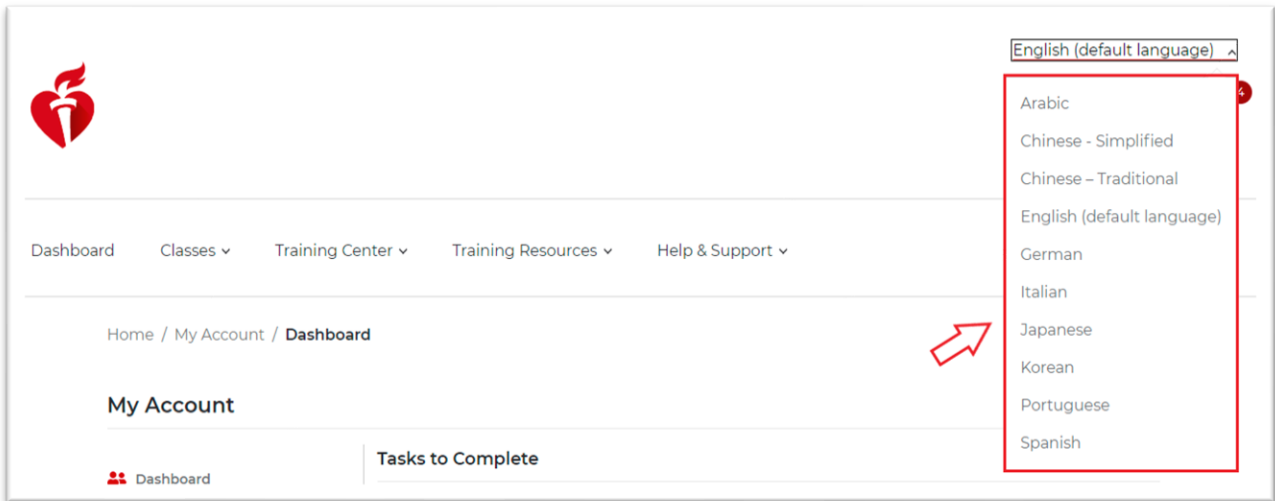 English (default language)
4
Arabic
Chinese - Simplified
Chinese – Traditional
English (default language)
German
Italian
Japanese
Korean
Portuguese
Spanish
Dashboard Classes Training Center Training Resources Help & Support
Home / My Account / Dashboard
My Account
Dashboard
Tasks to Complete